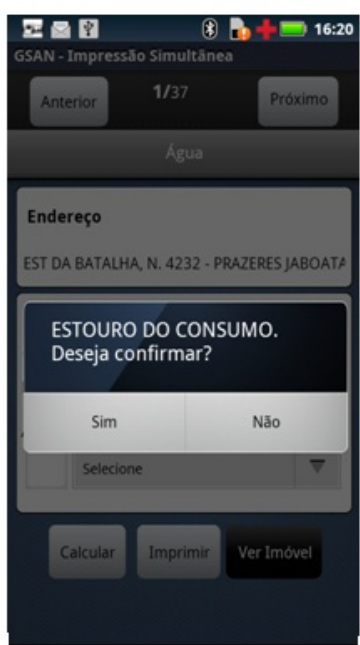 16:20
GSAN - Impressão Simultânea
Anterior
1/37
Próximo
Água
Endereço
EST DA BATALHA, N. 4232 - PRAZERES JABOATA
ESTOURO DO CONSUMO.
Deseja confirmar?
Sim
Não
Selecione
Calcular
Imprimir
Ver Imóvel